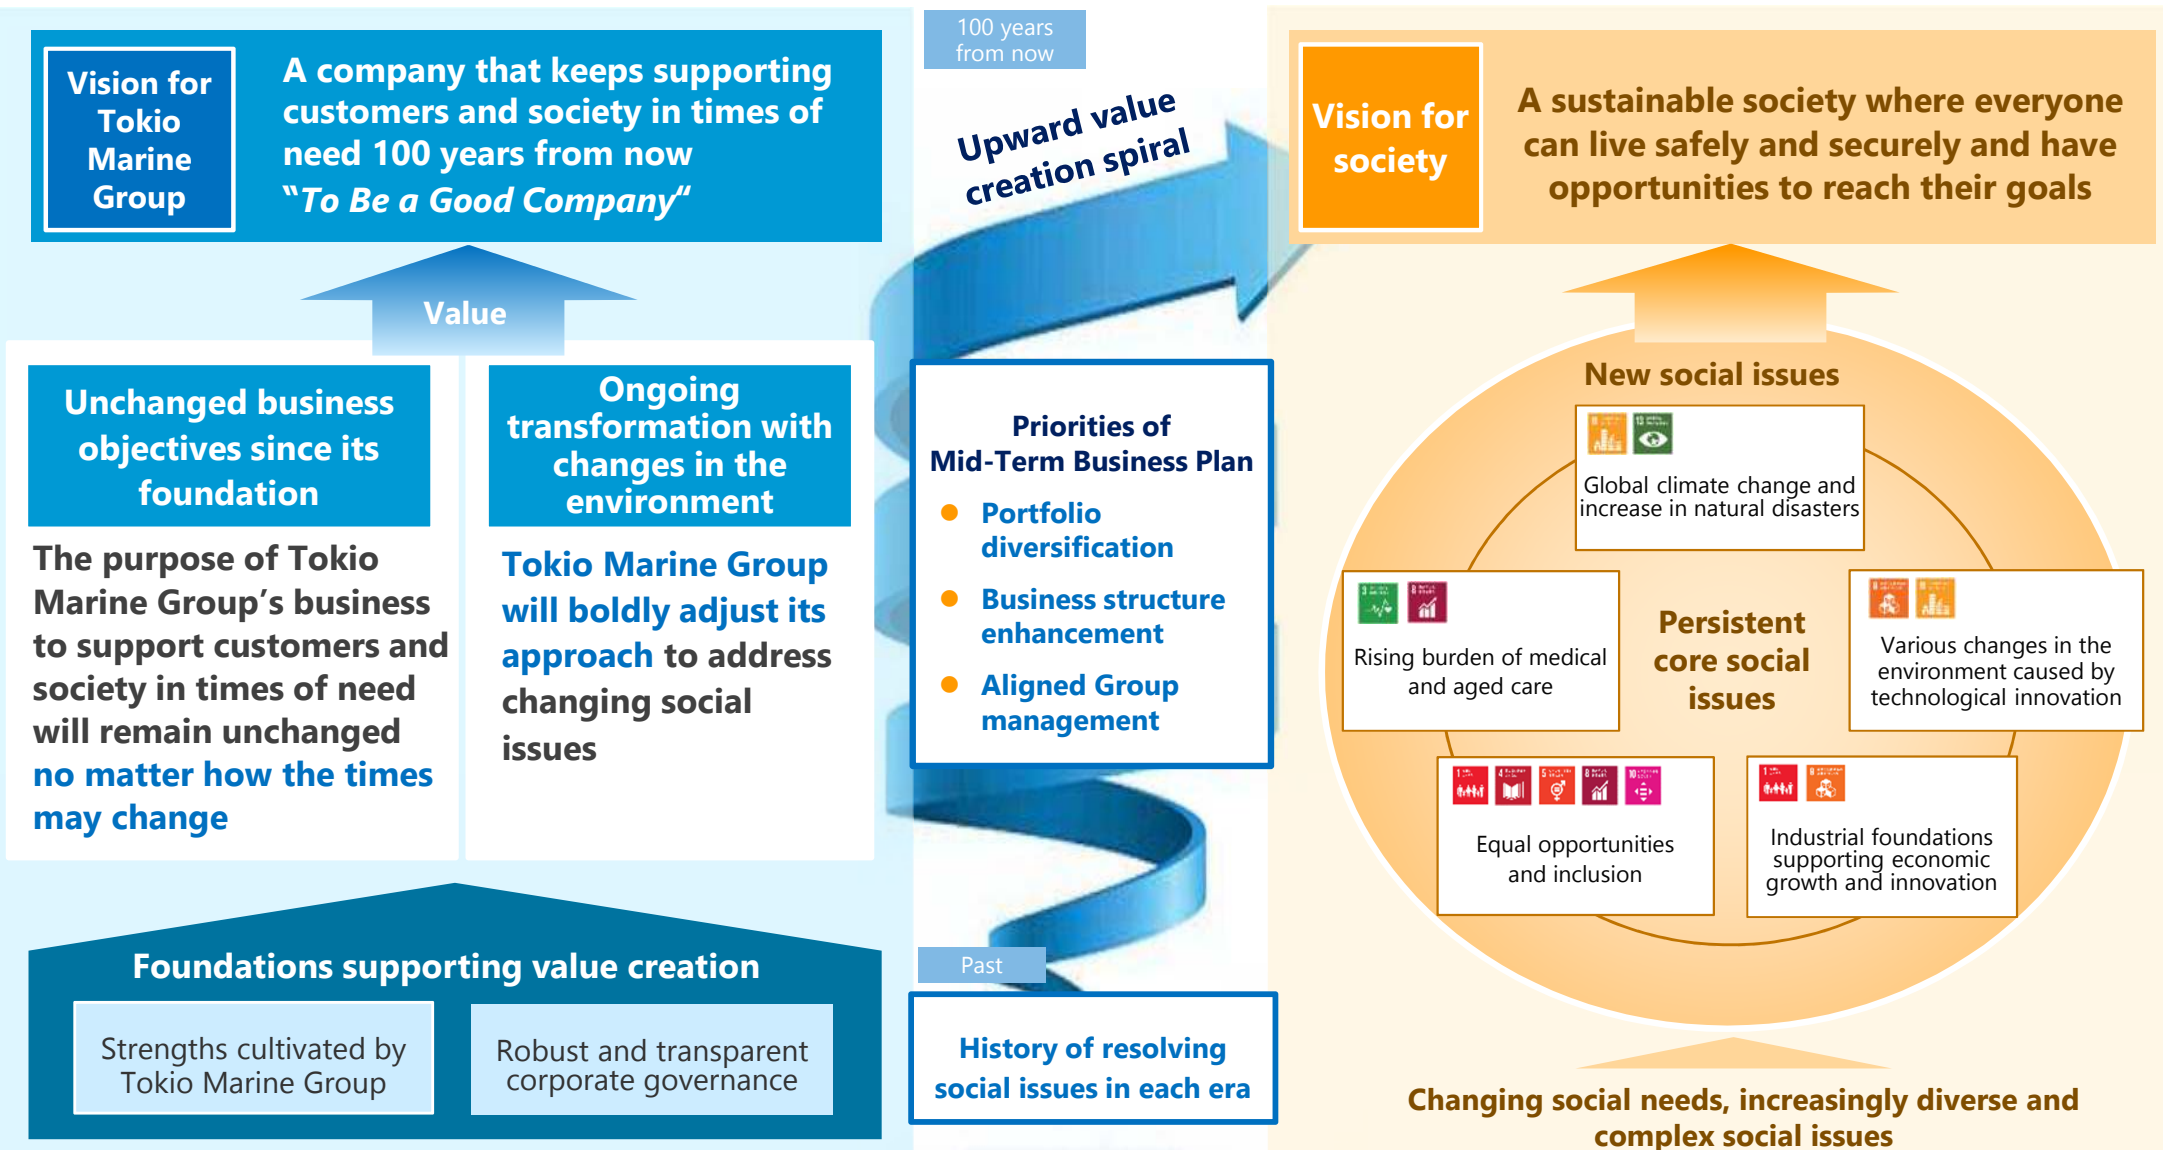 Vision for
Tokio
Marine
Group
A company that keeps supporting
customers and society in times of
need 100 years from now
“To Be a Good Company“
Value
Unchanged business
objectives since its
foundation
The purpose of Tokio
Marine Group’s business
to support customers and
society in times of need
will remain unchanged
no matter how the times
may change
Ongoing
transformation with
changes in the
environment
Tokio Marine Group
will boldly adjust its
approach to address
changing social
issues
Foundations supporting value creation
Strengths cultivated by
Tokio Marine Group
Robust and transparent
corporate governance
100 years
from now
Upward value
creation spiral
Priorities of
Mid-Term Business Plan
● Portfolio
diversification
● Business structure
enhancement
● Aligned Group
management
Past
History of resolving
social issues in each era
Vision for
society
A sustainable society where everyone
can live safely and securely and have
opportunities to reach their goals
New social issues
13
Global climate change and
increase in natural disasters
3
8
Rising burden of medical
and aged care
Persistent
core social
issues
Various changes in the
environment caused by
technological innovation
1
4
5
8
10
Equal opportunities
and inclusion
1
Industrial foundations
supporting economic
growth and innovation
Changing social needs, increasingly diverse and
complex social issues